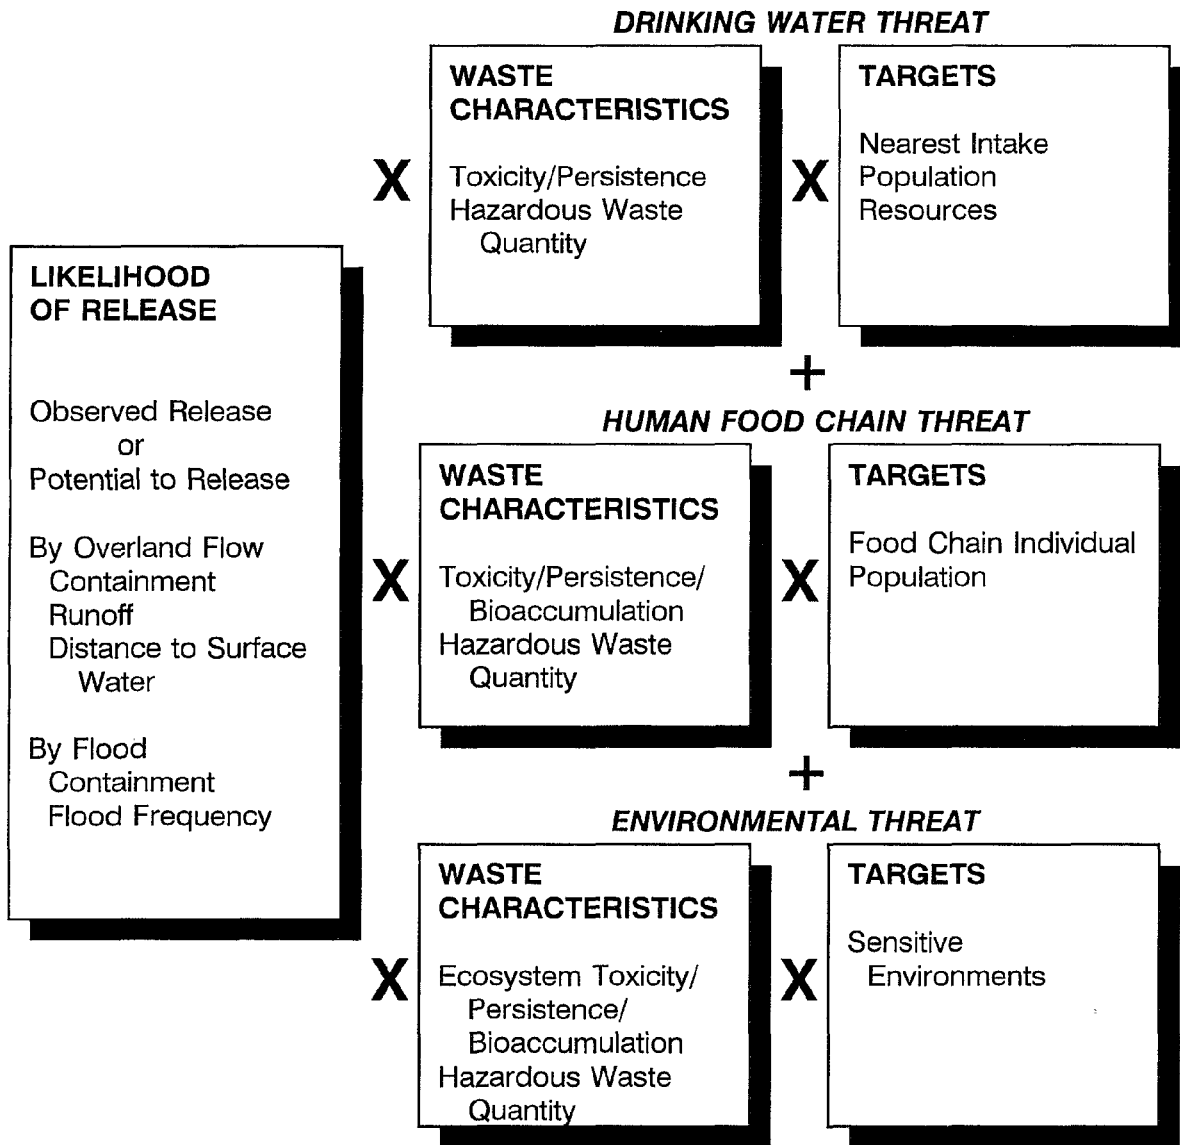 DRINKING WATER THREAT
LIKELIHOOD
OF RELEASE
Observed Release
or
Potential to Release
By Overland Flow
Containment
Runoff
Distance to Surface
Water
By Flood
Containment
Flood Frequency
X
WASTE
CHARACTERISTICS
Toxicity/Persistence
Hazardous Waste
Quantity
X
TARGETS
Nearest Intake
Population
Resources
+
HUMAN FOOD CHAIN THREAT
X
WASTE
CHARACTERISTICS
Toxicity/Persistence/
Bioaccumulation
Hazardous Waste
Quantity
X
TARGETS
Food Chain Individual
Population
+
ENVIRONMENTAL THREAT
X
WASTE
CHARACTERISTICS
Ecosystem Toxicity/
Persistence/
Bioaccumulation
Hazardous Waste
Quantity
X
TARGETS
Sensitive
Environments